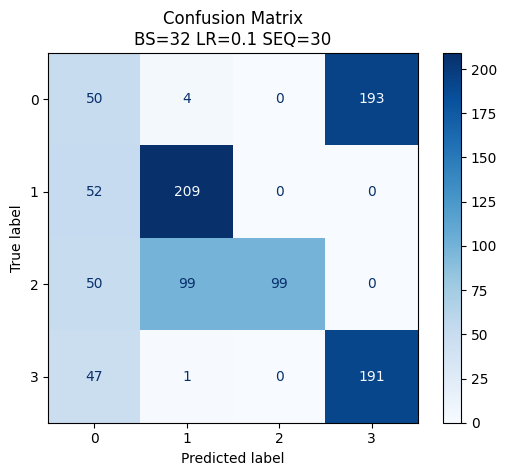 Confusion Matrix
BS=32 LR=0.1 SEQ=30
0 50 4 0 193
1 52 209 0 0
2 50 99 99 0
3 47 1 0 191
0 1 2 3
True label
Predicted label
200
175
150
125
100
75
50
25
0